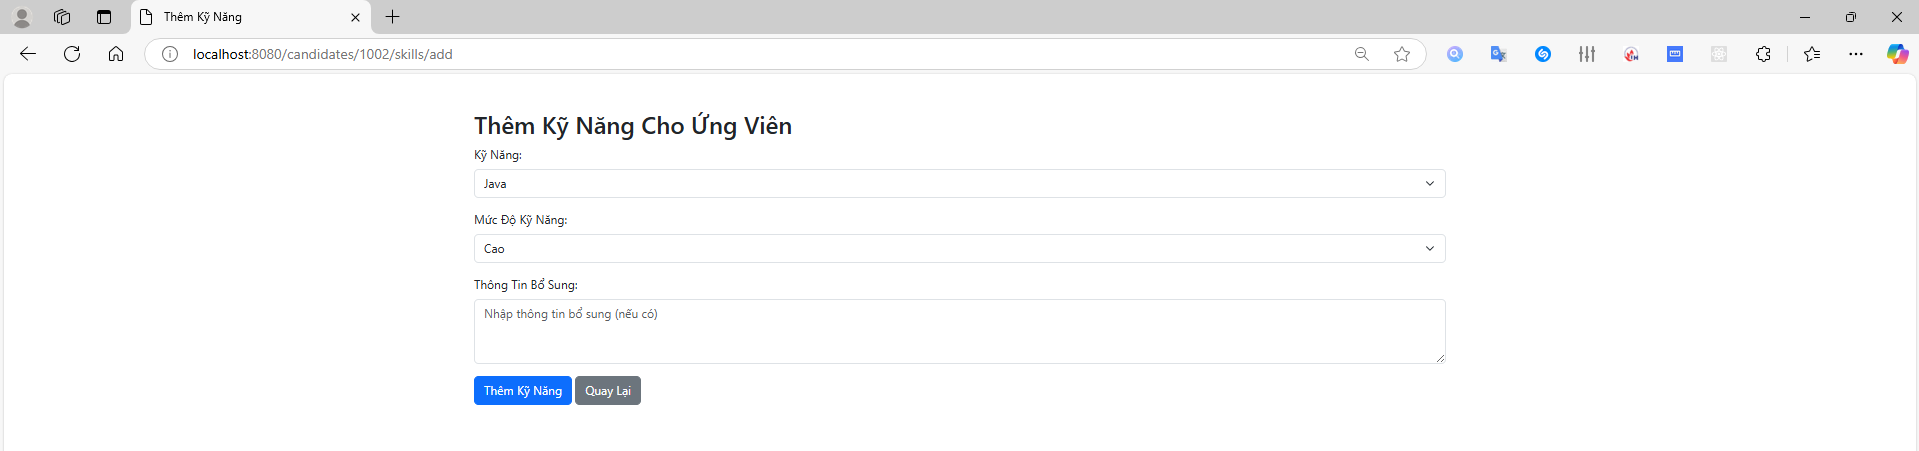 Thêm Kỹ Năng
localhost:8080/candidates/1002/skills/add
Thêm Kỹ Năng Cho Ứng Viên
Kỹ Năng:
Java
Mức Độ Kỹ Năng:
Cao
Thông Tin Bổ Sung:
Nhập thông tin bổ sung (nếu có)
Thêm Kỹ Năng Quay Lại